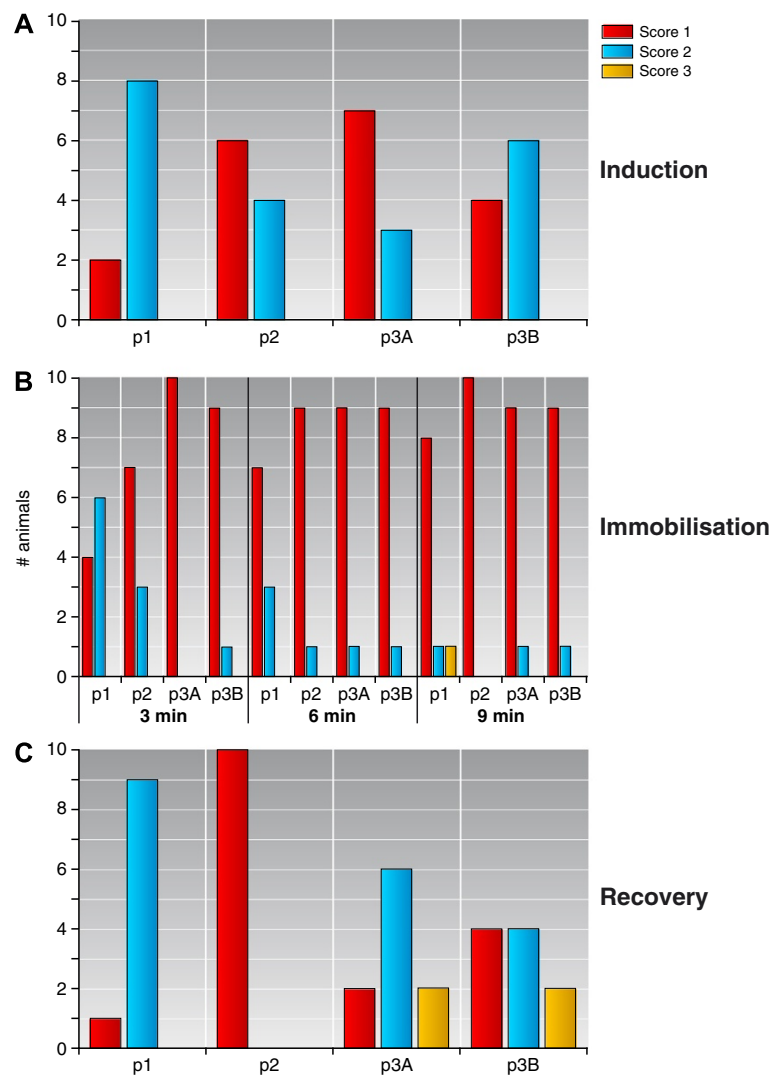 A
10
8
6
4
2
0
p1 p2 p3A p3B
Score 1
Score 2
Score 3
Induction
B
# animals
10
8
6
4
2
0
p1 p2 p3A p3B p1 p2 p3A p3B p1 p2 p3A p3B
3 min 6 min 9 min
Immobilisation
C
10
8
6
4
2
0
p1 p2 p3A p3B
Recovery